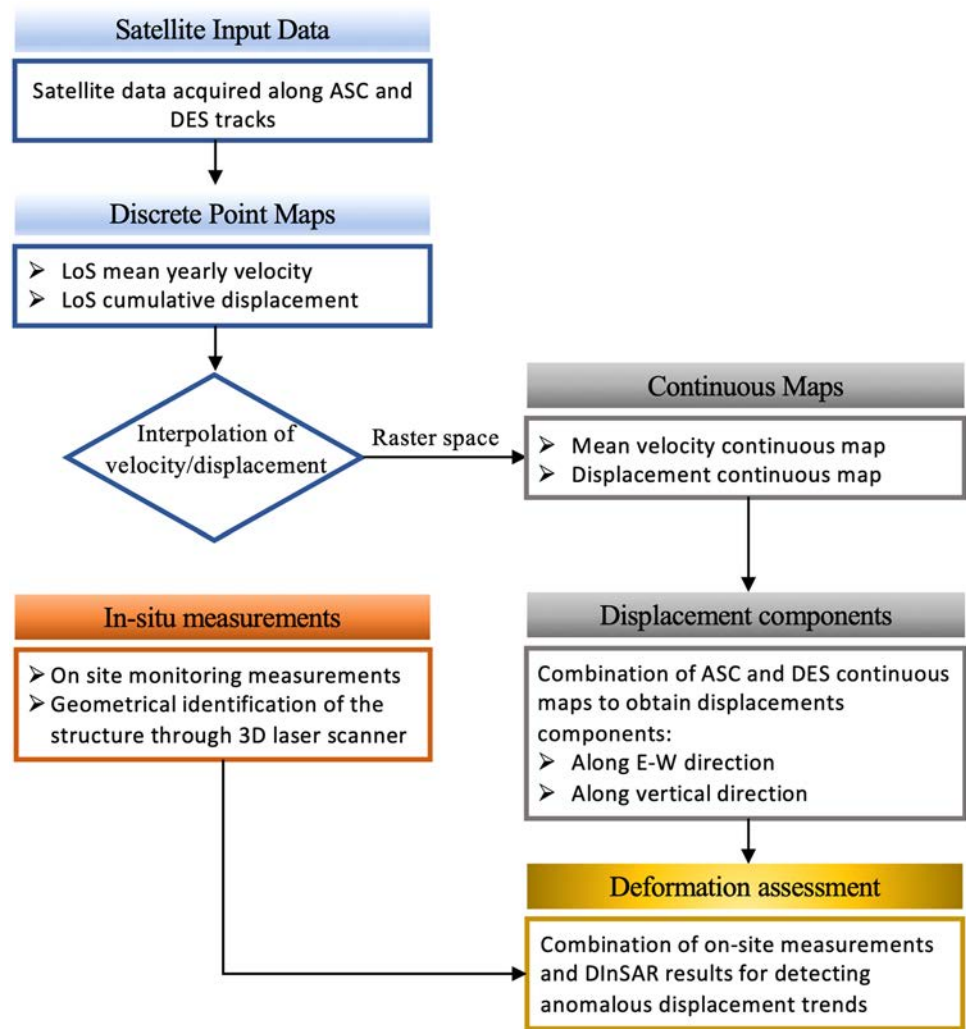 Satellite Input Data
Satellite data acquired along ASC and
DES tracks
Discrete Point Maps
➢ LoS mean yearly velocity
➢ LoS cumulative displacement
Interpolation of
velocity/displacement
Raster space
Continuous Maps
➢ Mean velocity continuous map
➢ Displacement continuous map
In-situ measurements
➢ On site monitoring measurements
➢ Geometrical identification of the
structure through 3D laser scanner
Displacement components
Combination of ASC and DES continuous
maps to obtain displacements
components:
➢ Along E-W direction
➢ Along vertical direction
Deformation assessment
Combination of on-site measurements
and DInSAR results for detecting
anomalous displacement trends